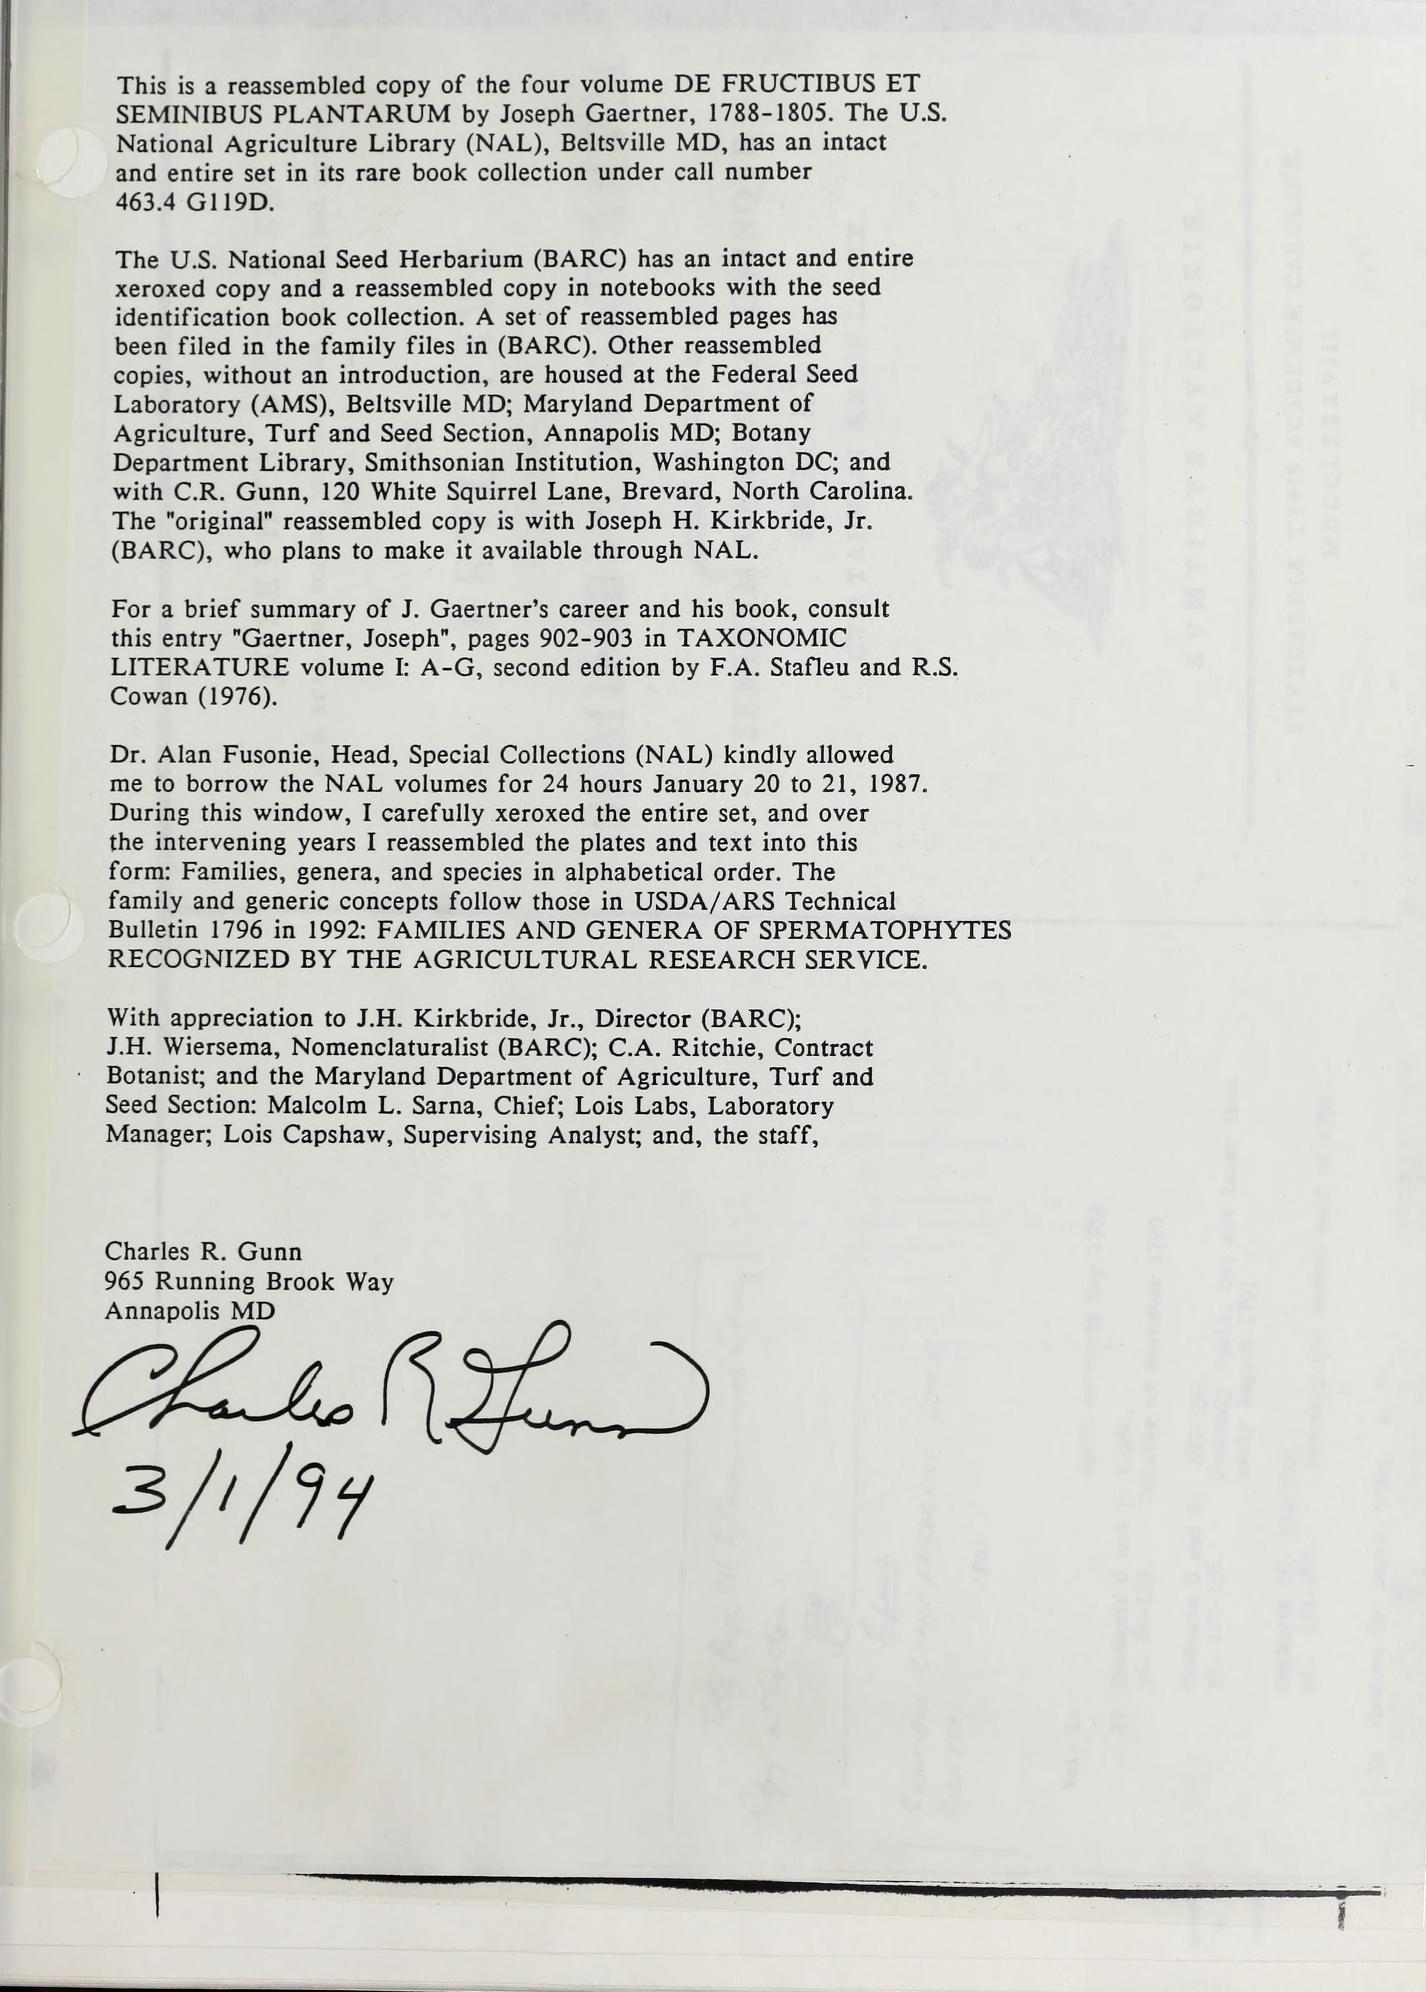 This is a reassembled copy of the four volume DE FRUCTIBUS ET
SEMINIBUS PLANTARUM by Joseph Gaertner, 1788-1805. The U.S.
National Agriculture Library (NAL), Beltsville MD, has an intact
and entire set in its rare book collection under call number
463.4 G119D.
The U.S. National Seed Herbarium (BARC) has an intact and entire
xeroxed copy and a reassembled copy in notebooks with the seed
identification book collection. A set of reassembled pages has
been filed in the family files in (BARC). Other reassembled
copies, without an introduction, are housed at the Federal Seed
Laboratory (AMS), Beltsville MD; Maryland Department of
Agriculture, Turf and Seed Section, Annapolis MD; Botany
Department Library, Smithsonian Institution, Washington DC; and
with C.R. Gunn, 120 White Squirrel Lane, Brevard, North Carolina.
The "original" reassembled copy is with Joseph H. Kirkbride, Jr.
(BARC), who plans to make it available through NAL.
For a brief summary of J. Gaertner's career and his book, consult
this entry "Gaertner, Joseph", pages 902-903 in TAXONOMIC
LITERATURE volume I: A-G, second edition by F.A. Stafleu and R.S.
Cowan (1976).
Dr. Alan Fusonie, Head, Special Collections (NAL) kindly allowed
me to borrow the NAL volumes for 24 hours January 20 to 21, 1987.
During this window, I carefully xeroxed the entire set, and over
the intervening years I reassembled the plates and text into this
form: Families, genera, and species in alphabetical order. The
family and generic concepts follow those in USDA/ARS Technical
Bulletin 1796 in 1992: FAMILIES AND GENERA OF SPERMATOPHYTES
RECOGNIZED BY THE AGRICULTURAL RESEARCH SERVICE.
With appreciation to J.H. Kirkbride, Jr., Director (BARC);
J.H. Wiersema, Nomenclaturalist (BARC); C.A. Ritchie, Contract
Botanist; and the Maryland Department of Agriculture, Turf and
Seed Section: Malcolm L. Sarna, Chief; Lois Labs, Laboratory
Manager; Lois Capshaw, Supervising Analyst; and, the staff,
Charles R. Gunn
965 Running Brook Way
Annapolis MD
Charles R Gunn
3/1/94